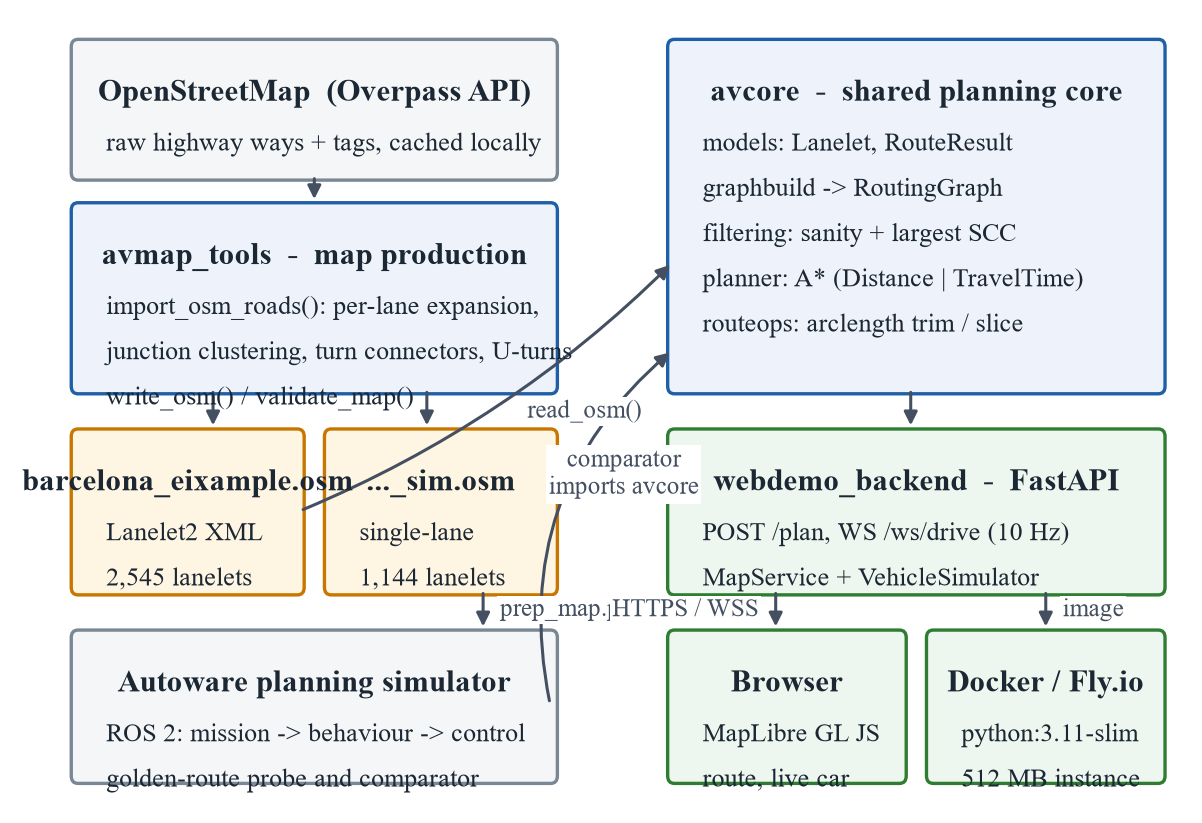 OpenStreetMap (Overpass API)
raw highway ways + tags, cached locally
avmap_tools - map production
import_osm_roads(): per-lane expansion,
junction clustering, turn connectors, U-turns
write_osm() / validate_map()
barcelona_eixample.osm
Lanelet2 XML
2,545 lanelets
..._sim.osm
single-lane
1,144 lanelets
prep_map.
Autoware planning simulator
ROS 2: mission -> behaviour -> control
golden-route probe and comparator
read_osm()
comparator
imports avcore
avcore - shared planning core
models: Lanelet, RouteResult
graphbuild -> RoutingGraph
filtering: sanity + largest SCC
planner: A* (Distance | TravelTime)
routeops: arclength trim / slice
webdemo_backend - FastAPI
POST /plan, WS /ws/drive (10 Hz)
MapService + VehicleSimulator
HTTPS / WSS
image
Browser
MapLibre GL JS
route, live car
Docker / Fly.io
python:3.11-slim
512 MB instance